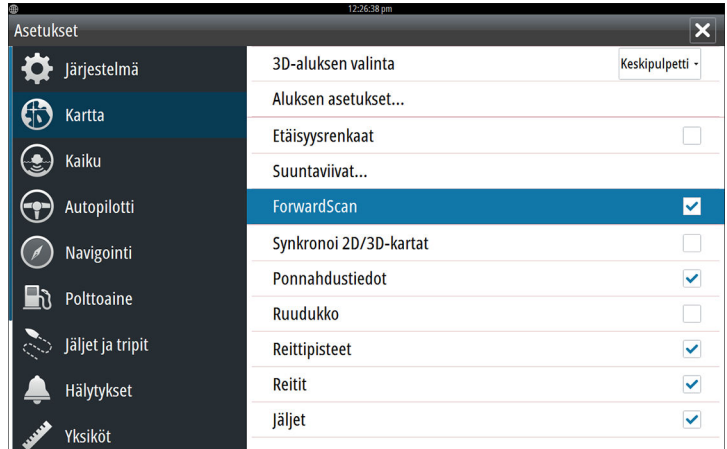 12:26:38 pm
Asetukset
Järjestelmä
Kartta
Kaiku
Autopilotti
Navigointi
Polttoaine
Jäljet ja tripit
Hälytykset
Yksiköt
3D-aluksen valinta
Keskipulpetti
Aluksen asetukset...
Etäisyysrenkaat
Suuntaviivat...
ForwardScan
Synkronoi 2D/3D-kartat
Ponnahdustiedot
Ruudukko
Reittipisteet
Reitit
Jäljet